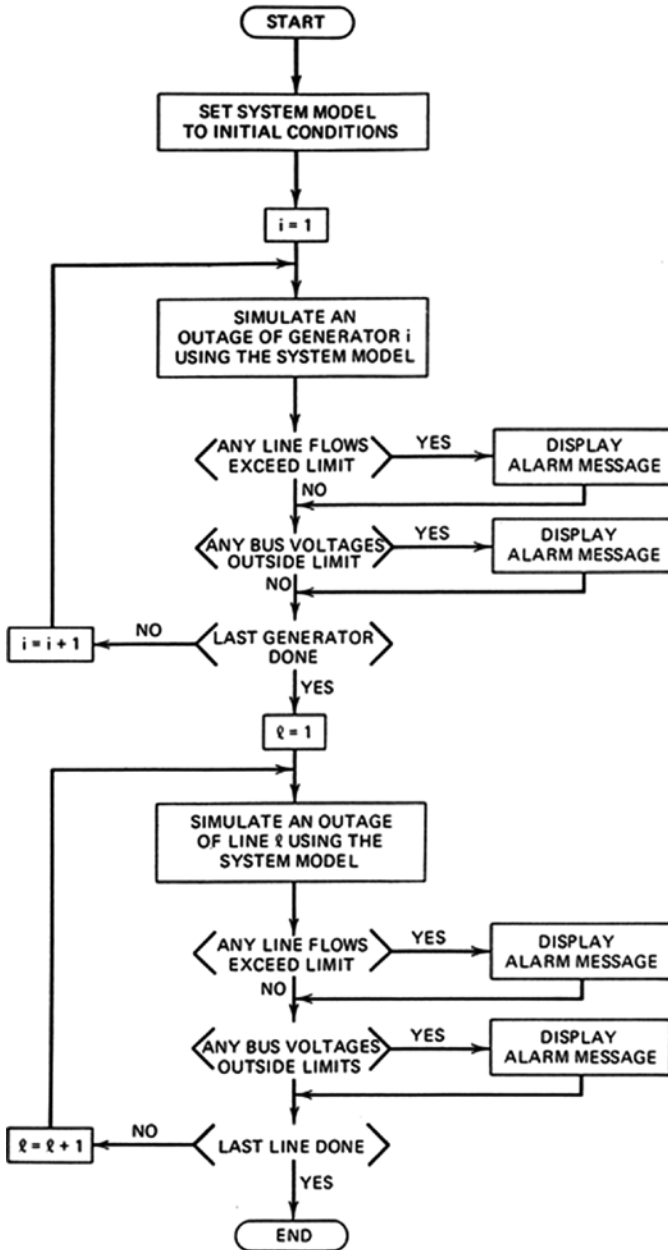 START
SET SYSTEM MODEL
TO INITIAL CONDITIONS
i = 1
SIMULATE AN
OUTAGE OF GENERATOR i
USING THE SYSTEM MODEL
ANY LINE FLOWS
EXCEED LIMIT
YES
DISPLAY
ALARM MESSAGE
NO
ANY BUS VOLTAGES
OUTSIDE LIMIT
YES
DISPLAY
ALARM MESSAGE
NO
LAST GENERATOR
DONE
NO
i = i + 1
YES
ℓ = 1
SIMULATE AN OUTAGE
OF LINE ℓ USING THE
SYSTEM MODEL
ANY LINE FLOWS
EXCEED LIMIT
YES
DISPLAY
ALARM MESSAGE
NO
ANY BUS VOLTAGES
OUTSIDE LIMITS
YES
DISPLAY
ALARM MESSAGE
LAST LINE DONE
NO
ℓ = ℓ + 1
YES
END